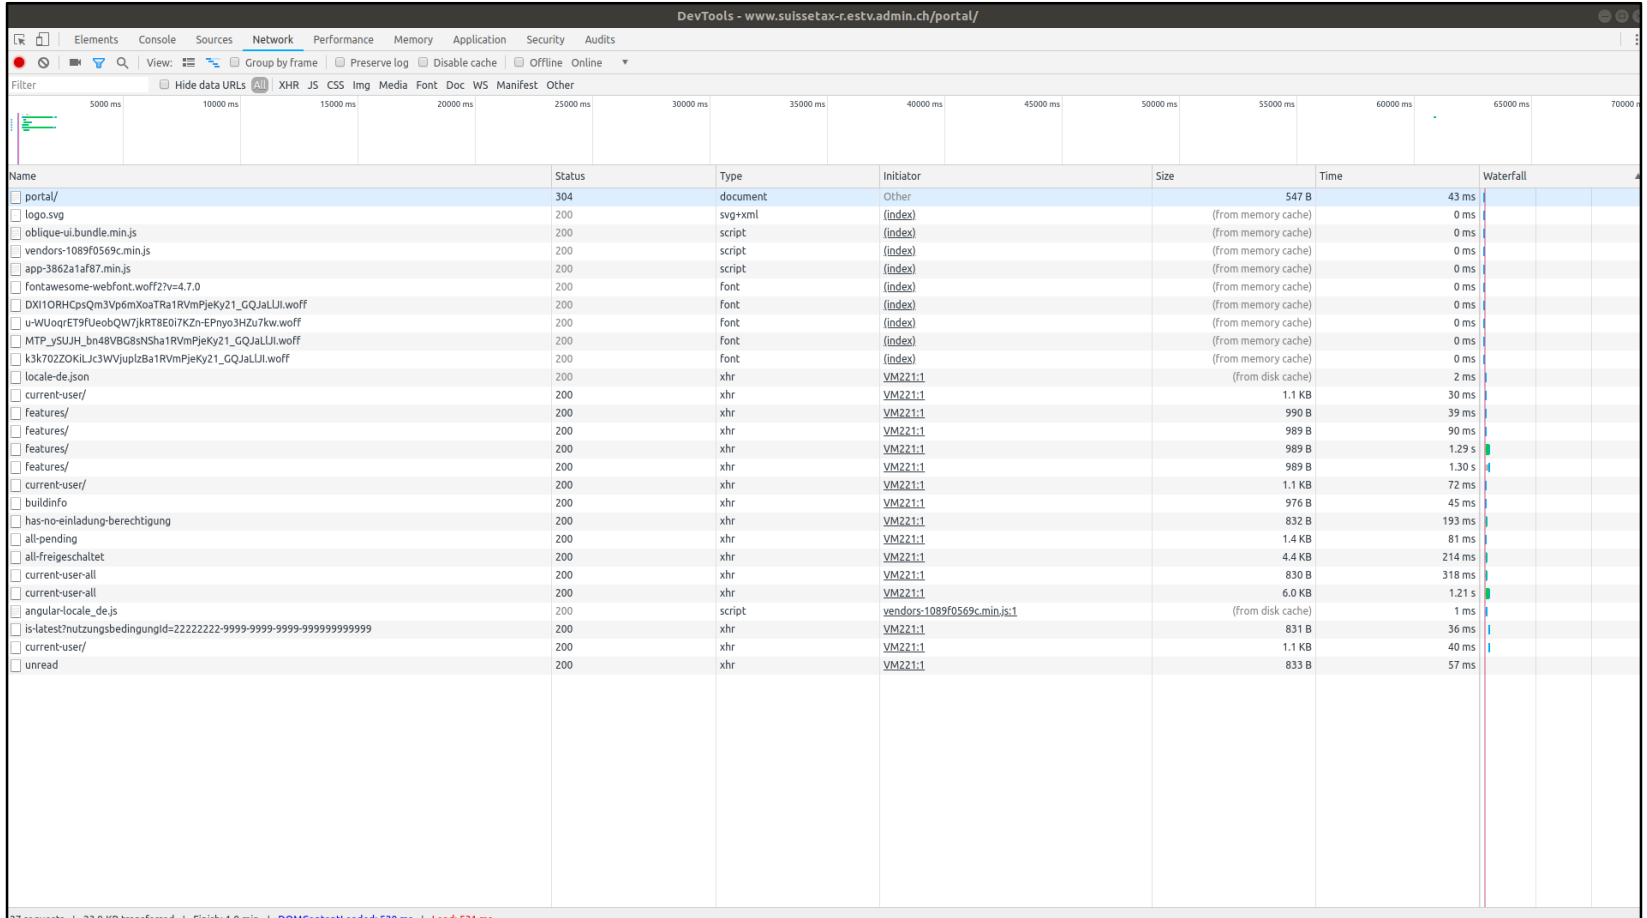 DevTools - www.suissetax-r.estv.admin.ch/portal/
Elements Console Sources Network Performance Memory Application Security Audits
View: Group by frame Preserve log Disable cache Offline Online
Filter Hide data URLs All XHR JS CSS Img Media Font Doc WS Manifest Other
5000 ms 10000 ms 15000 ms 20000 ms 25000 ms 30000 ms 35000 ms 40000 ms 45000 ms 50000 ms 55000 ms 60000 ms 65000 ms 70000
Name Status Type Initiator Size Time Waterfall
portal/ 304 document Other 547 B 43 ms
logo.svg 200 svg+xml (index) (from memory cache) 0 ms
oblique-ui.bundle.min.js 200 script (index) (from memory cache) 0 ms
vendors-1089f0569c.min.js 200 script (index) (from memory cache) 0 ms
app-3862a1af87.min.js 200 script (index) (from memory cache) 0 ms
fontawesome-webfont.woff2?v=4.7.0 200 font (index) (from memory cache) 0 ms
DXI1ORHCpsQm3Vp6mXoaTRa1RVmPjeKy21_GQJaLlJI.woff 200 font (index) (from memory cache) 0 ms
u-WUoqrET9fUeobQW7jkRT8E0i7KZn-EPnyo3HZu7kw.woff 200 font (index) (from memory cache) 0 ms
MTP_ySUJH_bn48VBG8sNSha1RVmPjeKy21_GQJaLlJI.woff 200 font (index) (from memory cache) 0 ms
k3k702ZOKiLJc3WVjuplzBa1RVmPjeKy21_GQJaLlJI.woff 200 font (index) (from memory cache) 0 ms
locale-de.json 200 xhr VM221:1 (from disk cache) 2 ms
current-user/ 200 xhr VM221:1 1.1 KB 30 ms
features/ 200 xhr VM221:1 990 B 39 ms
features/ 200 xhr VM221:1 989 B 90 ms
features/ 200 xhr VM221:1 989 B 1.29 s
features/ 200 xhr VM221:1 989 B 1.30 s
current-user/ 200 xhr VM221:1 1.1 KB 72 ms
buildinfo 200 xhr VM221:1 976 B 45 ms
has-no-einladung-berechtigung 200 xhr VM221:1 832 B 193 ms
all-pending 200 xhr VM221:1 1.4 KB 81 ms
all-freigeschaltet 200 xhr VM221:1 4.4 KB 214 ms
current-user-all 200 xhr VM221:1 830 B 318 ms
current-user-all 200 xhr VM221:1 6.0 KB 1.21 s
angular-locale_de.js 200 script vendors-1089f0569c.min.js:1 (from disk cache) 1 ms
is-latest?nutzungsbedingungId=22222222-9999-9999-9999-999999999999 200 xhr VM221:1 831 B 36 ms
current-user/ 200 xhr VM221:1 1.1 KB 40 ms
unread 200 xhr VM221:1 833 B 57 ms